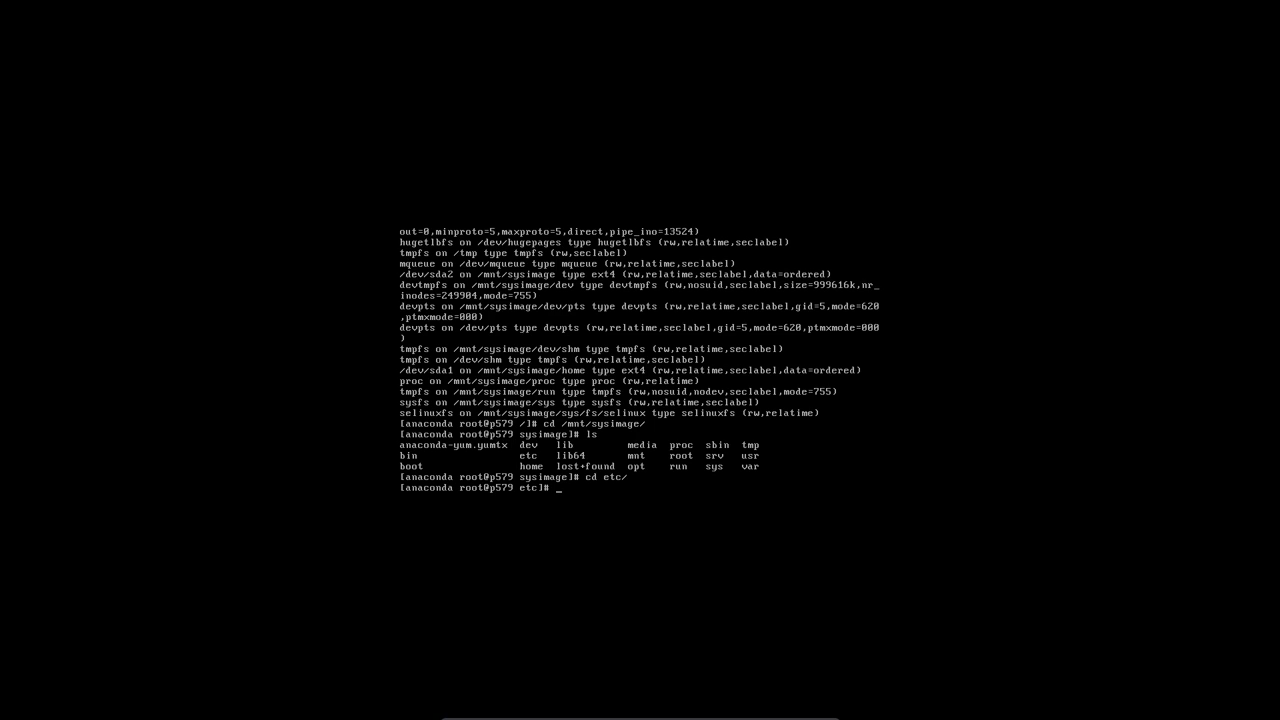 out=0,minproto=5,maxproto=5,direct,pipe_ino=13524)
hugetlbfs on /dev/hugepages type hugetlbfs (rw,relatime,seclabel)
tmpfs on /tmp type tmpfs (rw,seclabel)
mqueue on /dev/mqueue type mqueue (rw,relatime,seclabel)
/dev/sda2 on /mnt/sysimage type ext4 (rw,relatime,seclabel,data=ordered)
devtmpfs on /mnt/sysimage/dev type devtmpfs (rw,nosuid,seclabel,size=999616k,nr_
inodes=249904,mode=755)
devpts on /mnt/sysimage/dev/pts type devpts (rw,relatime,seclabel,gid=5,mode=620
,ptmxmode=000)
devpts on /dev/pts type devpts (rw,relatime,seclabel,gid=5,mode=620,ptmxmode=000
)
tmpfs on /mnt/sysimage/dev/shm type tmpfs (rw,relatime,seclabel)
tmpfs on /dev/shm type tmpfs (rw,relatime,seclabel)
/dev/sda1 on /mnt/sysimage/home type ext4 (rw,relatime,seclabel,data=ordered)
proc on /mnt/sysimage/proc type proc (rw,relatime)
tmpfs on /mnt/sysimage/run type tmpfs (rw,nosuid,nodev,seclabel,mode=755)
sysfs on /mnt/sysimage/sys type sysfs (rw,relatime,seclabel)
selinuxfs on /mnt/sysimage/sys/fs/selinux type selinuxfs (rw,relatime)
[anaconda root@p579 /]# cd /mnt/sysimage/
[anaconda root@p579 sysimage]# ls
anaconda-yum.yumtx  dev   lib         media  proc  sbin  tmp
bin                 etc   lib64       mnt    root  srv   usr
boot                home  lost+found  opt    run   sys   var
[anaconda root@p579 sysimage]# cd etc/
[anaconda root@p579 etc]# _